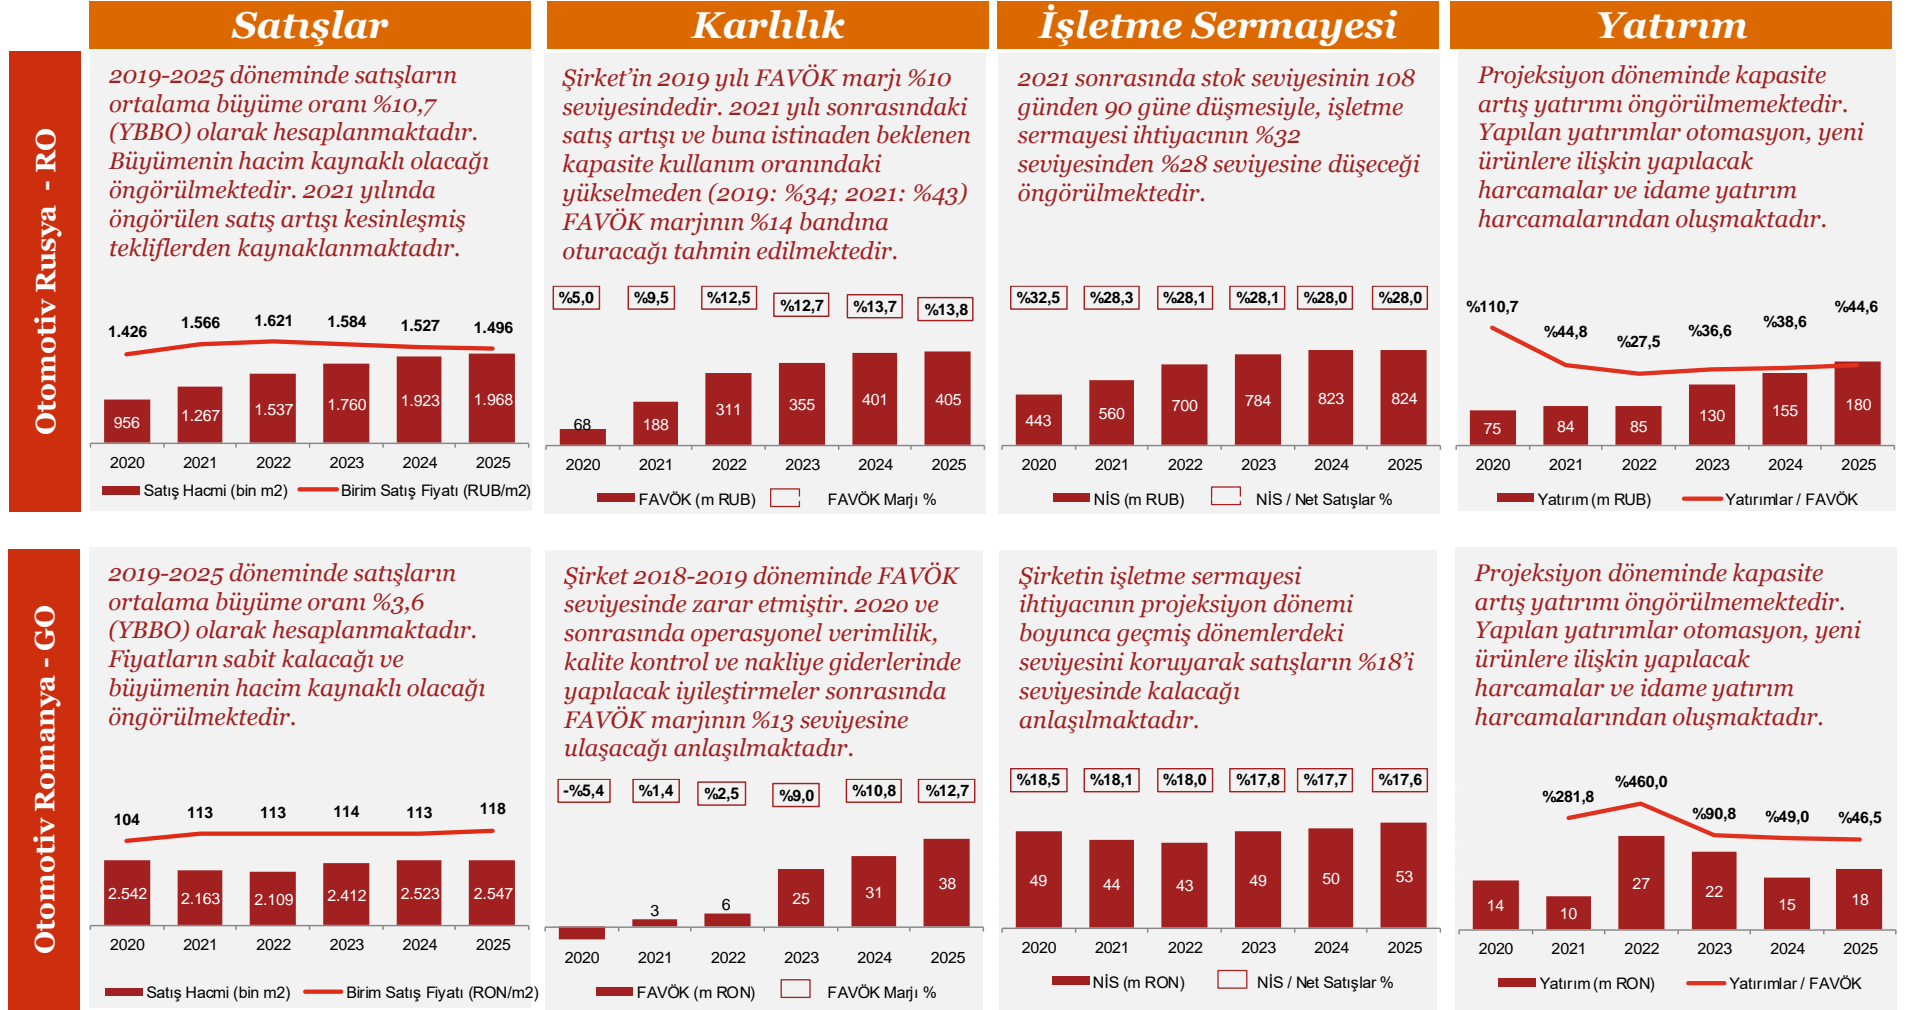 Satışlar
Karlılık
İşletme Sermayesi
Yatırım
Otomotiv Rusya - RO
2019-2025 döneminde satışların
ortalama büyüme oranı %10,7
(YBBO) olarak hesaplanmaktadır.
Büyümenin hacim kaynaklı olacağı
öngörülmektedir. 2021 yılında
öngörülen satış artışı kesinleşmiş
tekliflerden kaynaklanmaktadır.
1.426 1.566 1.621 1.584 1.527 1.496
956 1.267 1.537 1.760 1.923 1.968
2020 2021 2022 2023 2024 2025
Satış Hacmi (bin m2) Birim Satış Fiyatı (RUB/m2)
Şirket'in 2019 yılı FAVÖK marjı %10
seviyesindedir. 2021 yılı sonrasındaki
satış artışı ve buna istinaden beklenen
kapasite kullanım oranındaki
yükselmeden (2019: %34; 2021: %43)
FAVÖK marjının %14 bandına
oturacağı tahmin edilmektedir.
%5,0 %9,5 %12,5 %12,7 %13,7 %13,8
68 188 311 355 401 405
2020 2021 2022 2023 2024 2025
FAVÖK (m RUB) FAVÖK Marjı %
2021 sonrasında stok seviyesinin 108
günden 90 güne düşmesiyle, işletme
sermayesi ihtiyacının %32
seviyesinden %28 seviyesine düşeceği
öngörülmektedir.
%32,5 %28,3 %28,1 %28,1 %28,0 %28,0
443 560 700 784 823 824
2020 2021 2022 2023 2024 2025
NİS (m RUB) NİS / Net Satışlar %
Projeksiyon döneminde kapasite
artış yatırımı öngörülmemektedir.
Yapılan yatırımlar otomasyon, yeni
ürünlere ilişkin yapılacak
harcamalar ve idame yatırım
harcamalarından oluşmaktadır.
%110,7 %44,8 %27,5 %36,6 %38,6 %44,6
75 84 85 130 155 180
2020 2021 2022 2023 2024 2025
Yatırım (m RUB) Yatırımlar / FAVÖK
Otomotiv Romanya - GO
2019-2025 döneminde satışların
ortalama büyüme oranı %3,6
(YBBO) olarak hesaplanmaktadır.
Fiyatların sabit kalacağı ve
büyümenin hacim kaynaklı olacağı
öngörülmektedir.
104 113 113 114 113 118
2.542 2.163 2.109 2.412 2.523 2.547
2020 2021 2022 2023 2024 2025
Satış Hacmi (bin m2) Birim Satış Fiyatı (RON/m2)
Şirket 2018-2019 döneminde FAVÖK
seviyesinde zarar etmiştir. 2020 ve
sonrasında operasyonel verimlilik,
kalite kontrol ve nakliye giderlerinde
yapılacak iyileştirmeler sonrasında
FAVÖK marjının %13 seviyesine
ulaşacağı anlaşılmaktadır.
-%5,4 %1,4 %2,5 %9,0 %10,8 %12,7
3 6 25 31 38
2020 2021 2022 2023 2024 2025
FAVÖK (m RON) FAVÖK Marjı %
Şirketin işletme sermayesi
ihtiyacının projeksiyon dönemi
boyunca geçmiş dönemlerdeki
seviyesini koruyarak satışların %18'i
seviyesinde kalacağı
anlaşılmaktadır.
%18,5 %18,1 %18,0 %17,8 %17,7 %17,6
49 44 43 49 50 53
2020 2021 2022 2023 2024 2025
NİS (m RON) NİS / Net Satışlar %
Projeksiyon döneminde kapasite
artış yatırımı öngörülmemektedir.
Yapılan yatırımlar otomasyon, yeni
ürünlere ilişkin yapılacak
harcamalar ve idame yatırım
harcamalarından oluşmaktadır.
%281,8 %460,0 %90,8 %49,0 %46,5
14 10 27 22 15 18
2020 2021 2022 2023 2024 2025
Yatırım (m RON) Yatırımlar / FAVÖK